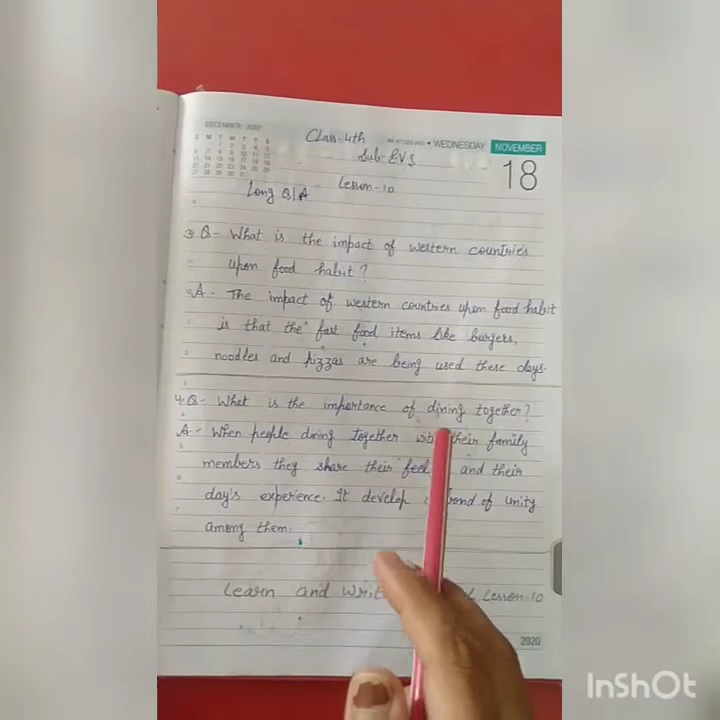 DECEMBER 2020
Class-4th
WEDNESDAY
NOVEMBER
Sub- E.V.S
18
Lesson-10
Long Q/A
3. Q- What is the impact of western countries
upon food habit?
A- The impact of western countries upon food habit
is that the fast food items like burgers,
noodles and pizzas are being used these days.
4. Q- What is the importance of dining together?
A- When people dining together their family
members they share their and their
day's experience. It develop bond of unity
among them.
Learn and Lesson-10
2020
InShOt